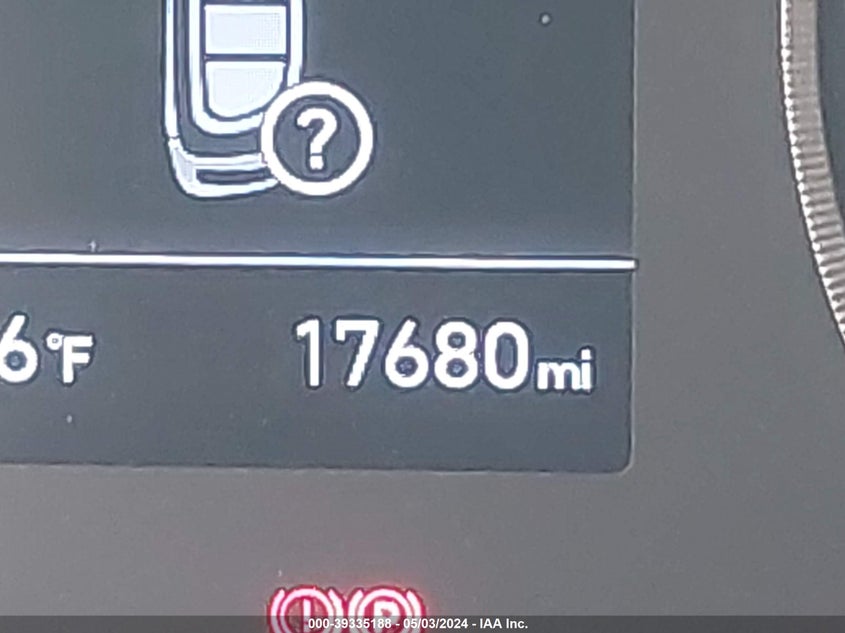 ?
6°F 17680mi
P
000-39335188 - 05/03/2024 - IAA Inc.